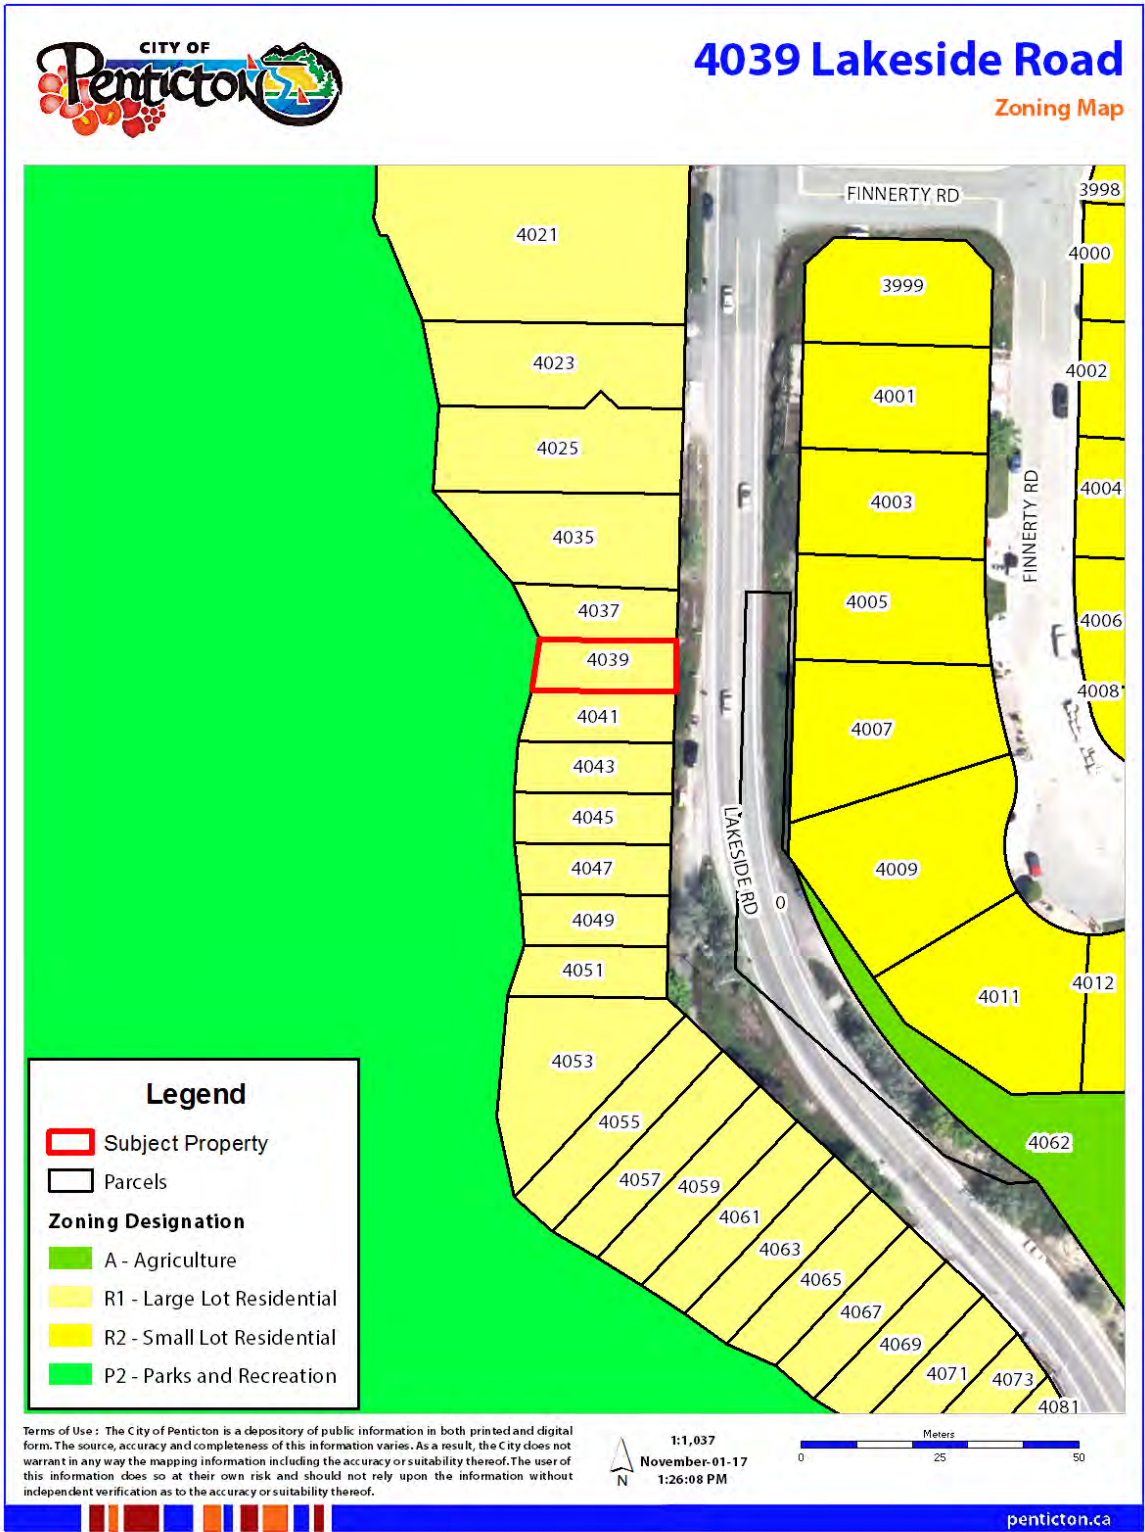 CITY OF
Penticton
4039 Lakeside Road
Zoning Map
FINNERTY RD
3998
4021
4000
3999
4023
4002
4001
4025
4004
4003
FINNERTY RD
4035
4005
4037
4006
4039
4008
4041
4007
4043
4045
LAKESIDE RD
4047
4009
0
4049
4051
4012
4011
4053
4055
4062
4057
4059
4061
4063
4065
4067
4069
4071
4073
4081
Legend
Subject Property
Parcels
Zoning Designation
A - Agriculture
R1 - Large Lot Residential
R2 - Small Lot Residential
P2 - Parks and Recreation
Terms of Use : The City of Penticton is a depository of public information in both printed and digital
form. The source, accuracy and completeness of this information varies. As a result, the City does not
warrant in any way the mapping information including the accuracy or suitability thereof. The user of
this information does so at their own risk and should not rely upon the information without
independent verification as to the accuracy or suitability thereof.
N
1:1,037
November-01-17
1:26:08 PM
Meters
0 25 50
penticton.ca